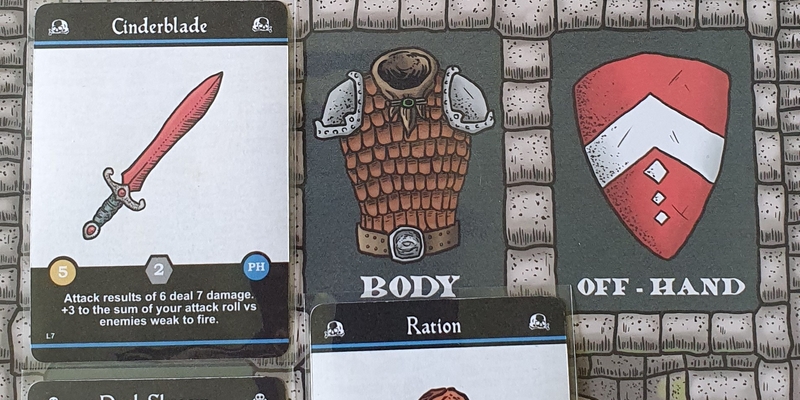 Cinderblade
5
2
PH
Attack results of 6 deal 7 damage.
+3 to the sum of your attack roll vs
enemies weak to fire.
L7
BODY
OFF-HAND
Ration